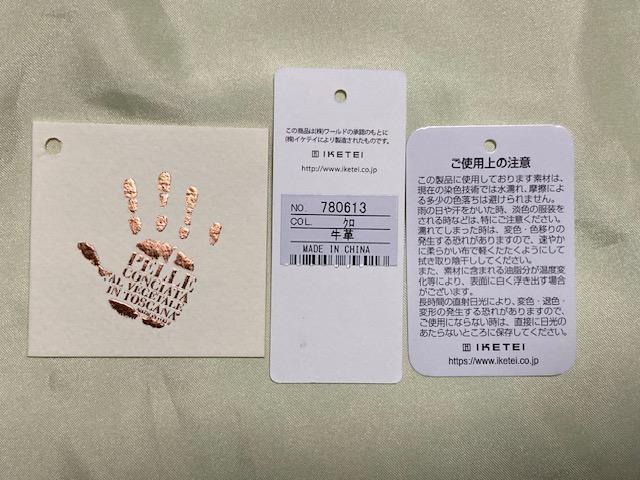 PELLE
CONCIATA
AL VEGETALE
IN TOSCANA
この商品は(株)ワールドの承認のもとに
(株)イケテイにより製造されたものです。
IKETEI
http://www.iketei.co.jp
NO. 780613
COL. ｸﾛ
牛革
MADE IN CHINA
ご使用上の注意
この製品に使用しております素材は、
現在の染色技術では水濡れ、摩擦によ
る多少の色落ちは避けられません。
雨の日や汗をかいた時、淡色の服装を
される時などは、特にご注意ください。
濡れてしまった時は、変色・色移りの
発生する恐れがありますので、速やか
に柔らかい布で軽くたたくようにして
拭き取り陰干ししてください。
また、素材に含まれる油脂分が温度変
化等により、表面に白く浮き出す場合
がございます。
長時間の直射日光により、変色・退色・
変形の発生する恐れがありますので、
ご使用にならない時は、直接に日光の
あたらないところに保存してください。
IKETEI
https://www.iketei.co.jp